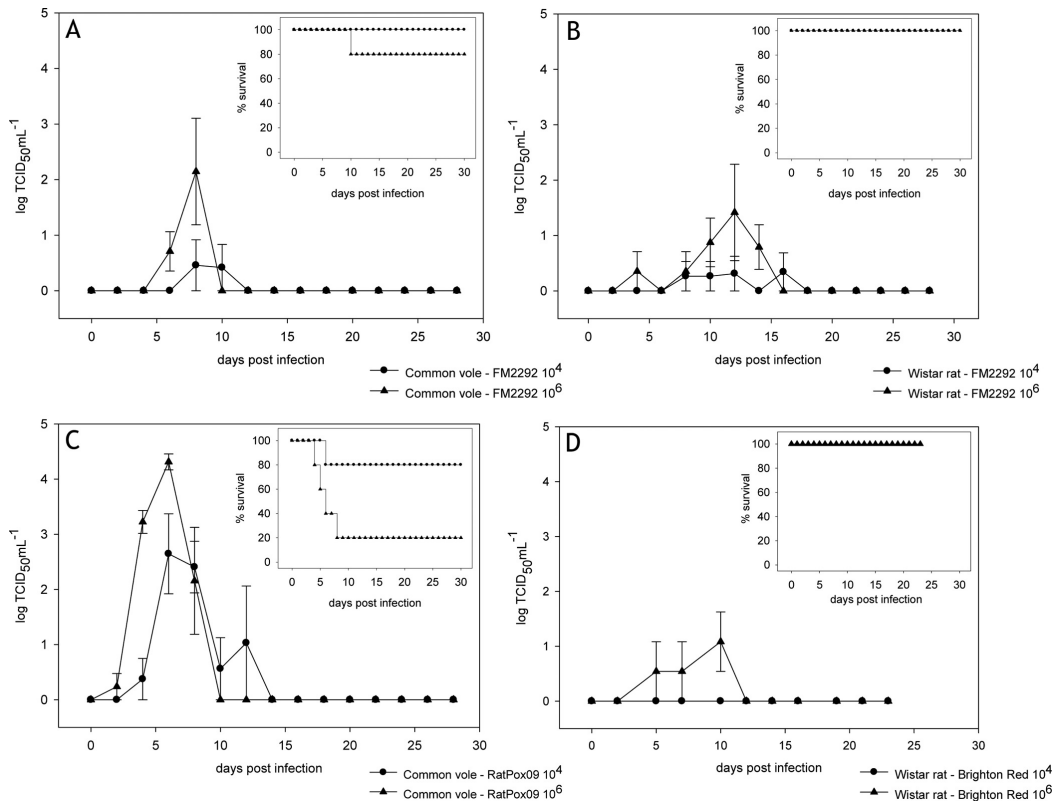 A
5
4
3
2
1
0
log TCID50mL-1
0 5 10 15 20 25 30
days post infection
100
80
60
40
20
0
% survival
0 5 10 15 20 25 30
days post infection
Common vole - FM2292 10^4
Common vole - FM2292 10^6
B
5
4
3
2
1
0
log TCID50mL-1
0 5 10 15 20 25 30
days post infection
100
80
60
40
20
0
% survival
0 5 10 15 20 25 30
days post infection
Wistar rat - FM2292 10^4
Wistar rat - FM2292 10^6
C
5
4
3
2
1
0
log TCID50mL-1
0 5 10 15 20 25 30
days post infection
100
80
60
40
20
0
% survival
0 5 10 15 20 25 30
days post infection
Common vole - RatPox09 10^4
Common vole - RatPox09 10^6
D
5
4
3
2
1
0
log TCID50mL-1
0 5 10 15 20 25 30
days post infection
100
80
60
40
20
0
% survival
0 5 10 15 20 25 30
days post infection
Wistar rat - Brighton Red 10^4
Wistar rat - Brighton Red 10^6